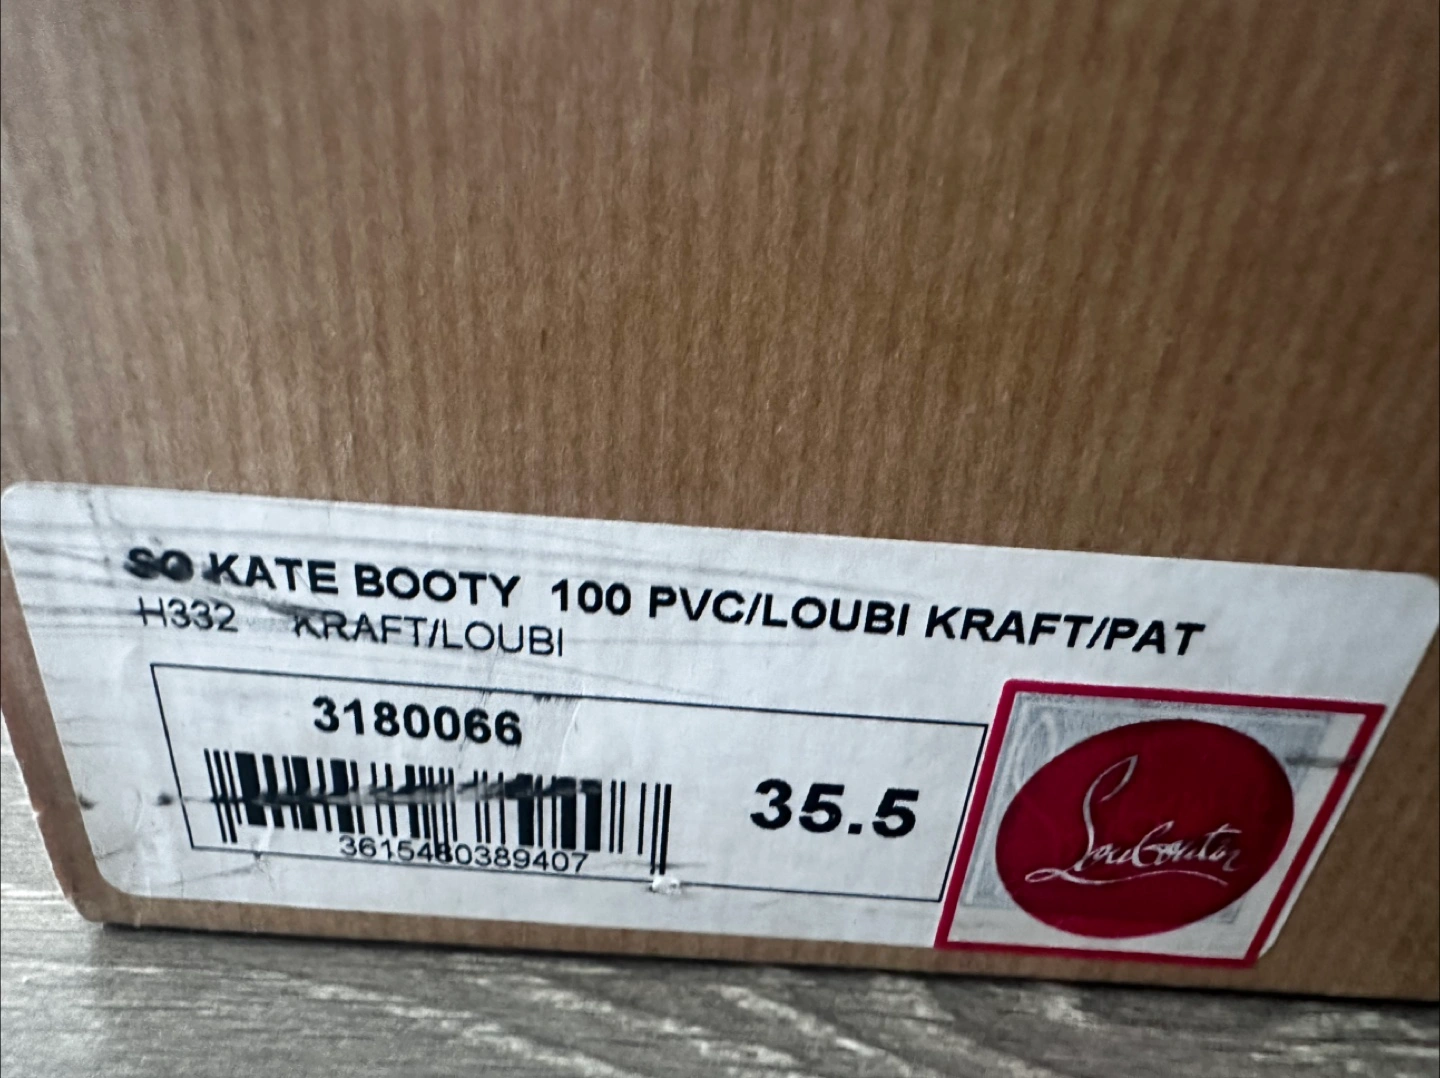 SO KATE BOOTY 100 PVC/LOUBI KRAFT/PAT
H332 KRAFT/LOUBI
3180066
35.5
3615480389407
Louboutin